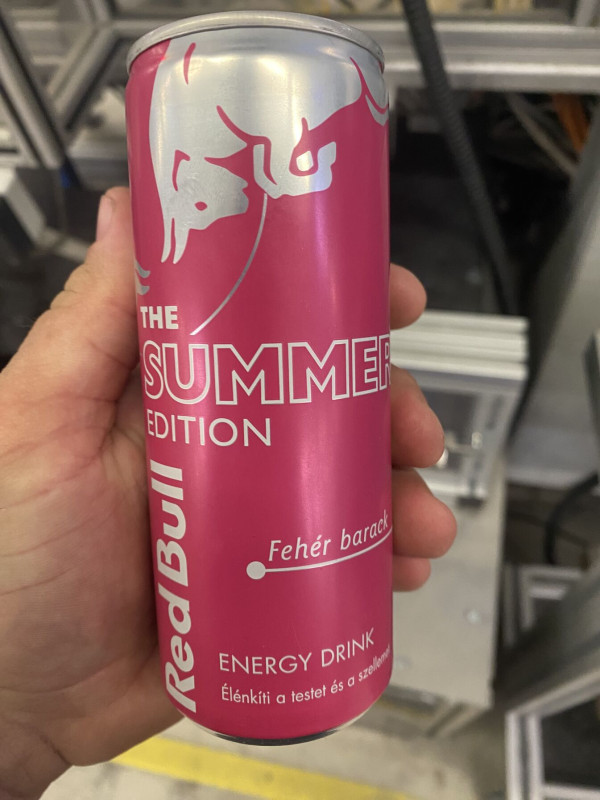 THE
SUMMER
EDITION
Red Bull
Fehér barack
ENERGY DRINK
Élénkíti a testet és a szellemet